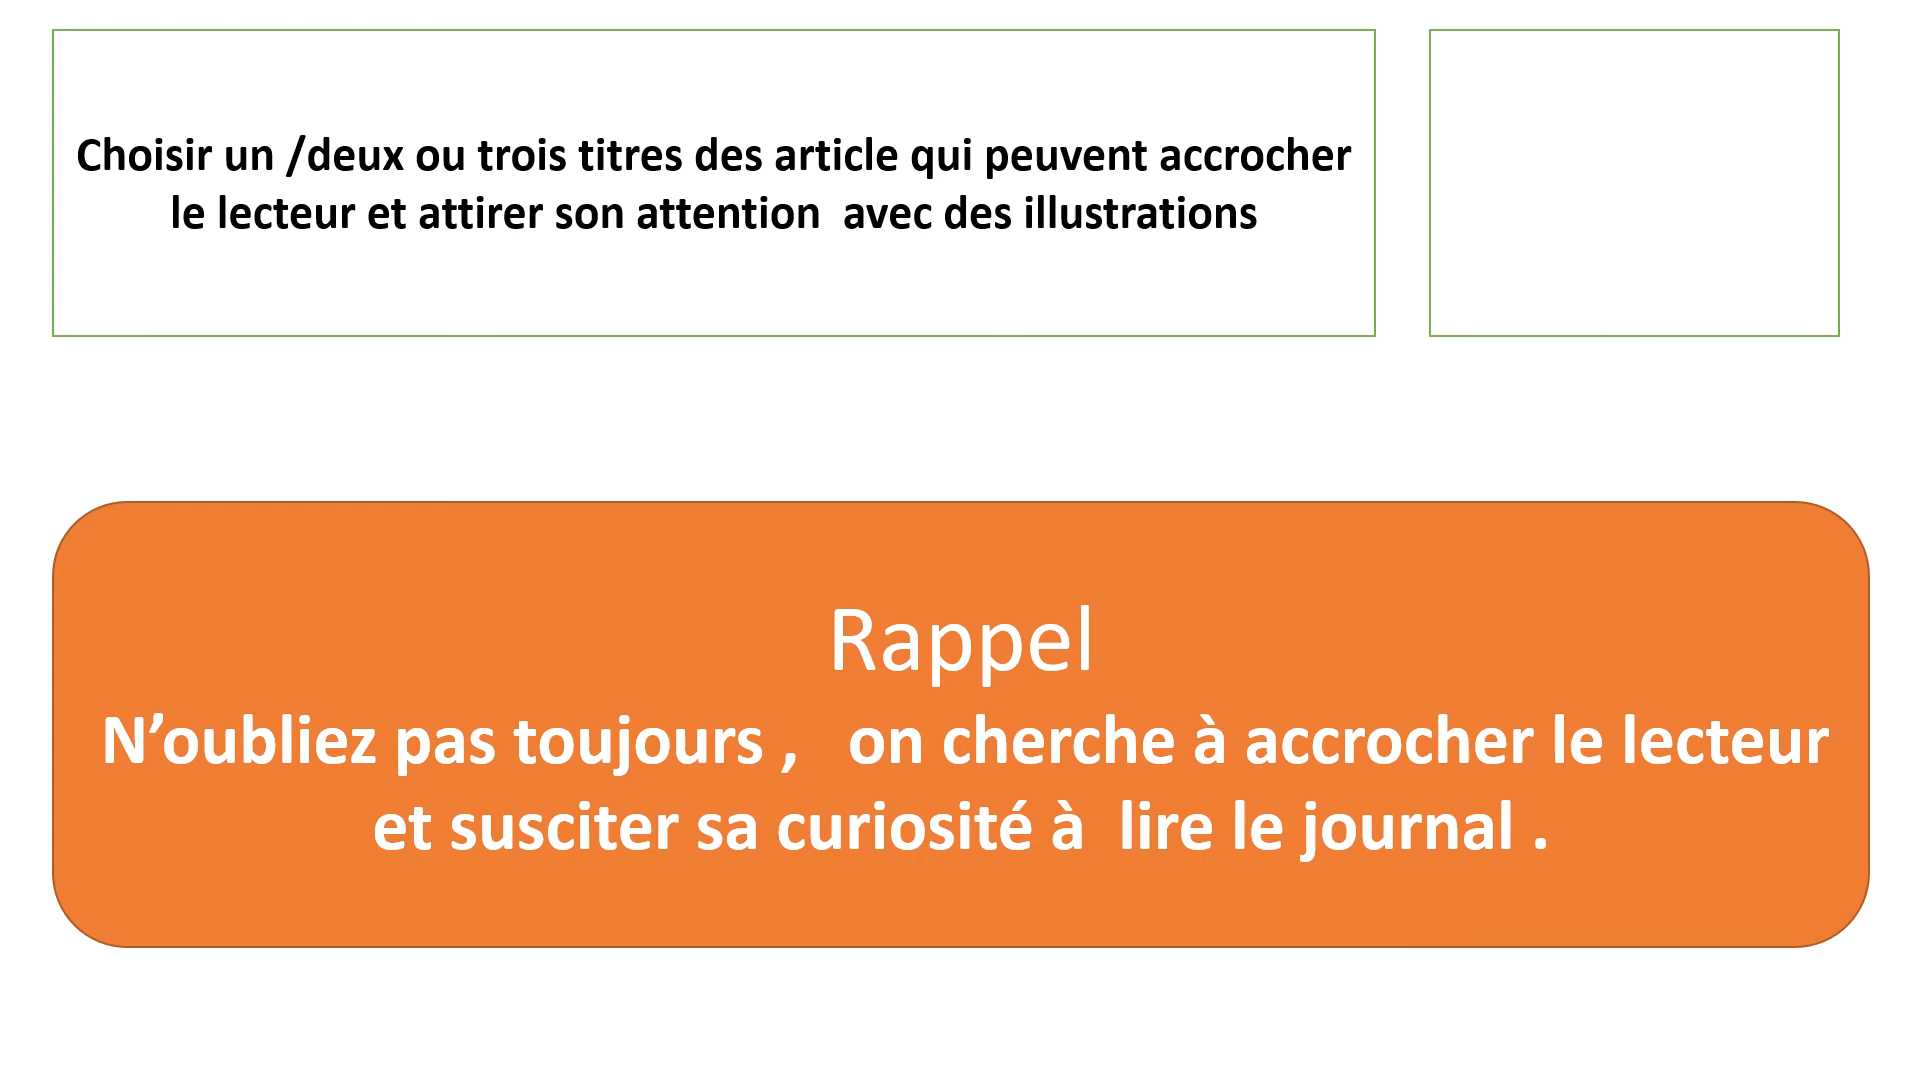 Choisir un /deux ou trois titres des article qui peuvent accrocher
le lecteur et attirer son attention  avec des illustrations
Rappel
N’oubliez pas toujours ,   on cherche à accrocher le lecteur
et susciter sa curiosité à  lire le journal .